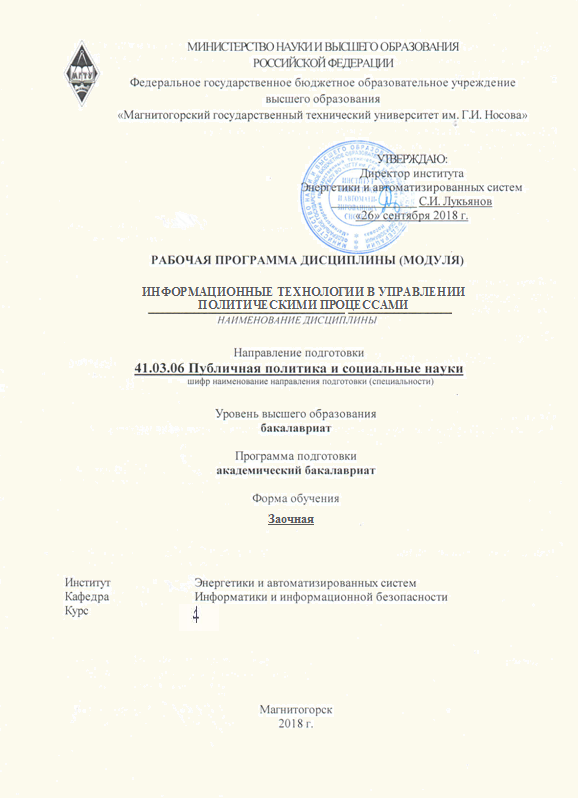 МГТУ
МИНИСТЕРСТВО НАУКИ И ВЫСШЕГО ОБРАЗОВАНИЯ
РОССИЙСКОЙ ФЕДЕРАЦИИ
Федеральное государственное бюджетное образовательное учреждение
высшего образования
«Магнитогорский государственный технический университет им. Г.И. Носова»
УТВЕРЖДАЮ:
Директор института
Энергетики и автоматизированных систем
С.И. Лукьянов
«26» сентября 2018 г.
РАБОЧАЯ ПРОГРАММА ДИСЦИПЛИНЫ (МОДУЛЯ)
ИНФОРМАЦИОННЫЕ ТЕХНОЛОГИИ В УПРАВЛЕНИИ
ПОЛИТИЧЕСКИМИ ПРОЦЕССАМИ
НАИМЕНОВАНИЕ ДИСЦИПЛИНЫ
Направление подготовки
41.03.06 Публичная политика и социальные науки
шифр наименование направления подготовки (специальности)
Уровень высшего образования
бакалавриат
Программа подготовки
академический бакалавриат
Форма обучения
Заочная
Институт Энергетики и автоматизированных систем
Кафедра Информатики и информационной безопасности
Курс 4
Магнитогорск
2018 г.